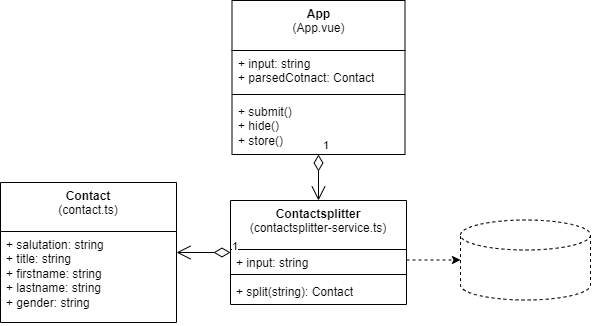 App
(App.vue)
+ input: string
+ parsedCotnact: Contact
+ submit()
+ hide()
+ store()
1
Contact
(contact.ts)
+ salutation: string
+ title: string
+ firstname: string
+ lastname: string
+ gender: string
Contactsplitter
(contactsplitter-service.ts)
1
+ input: string
+ split(string): Contact